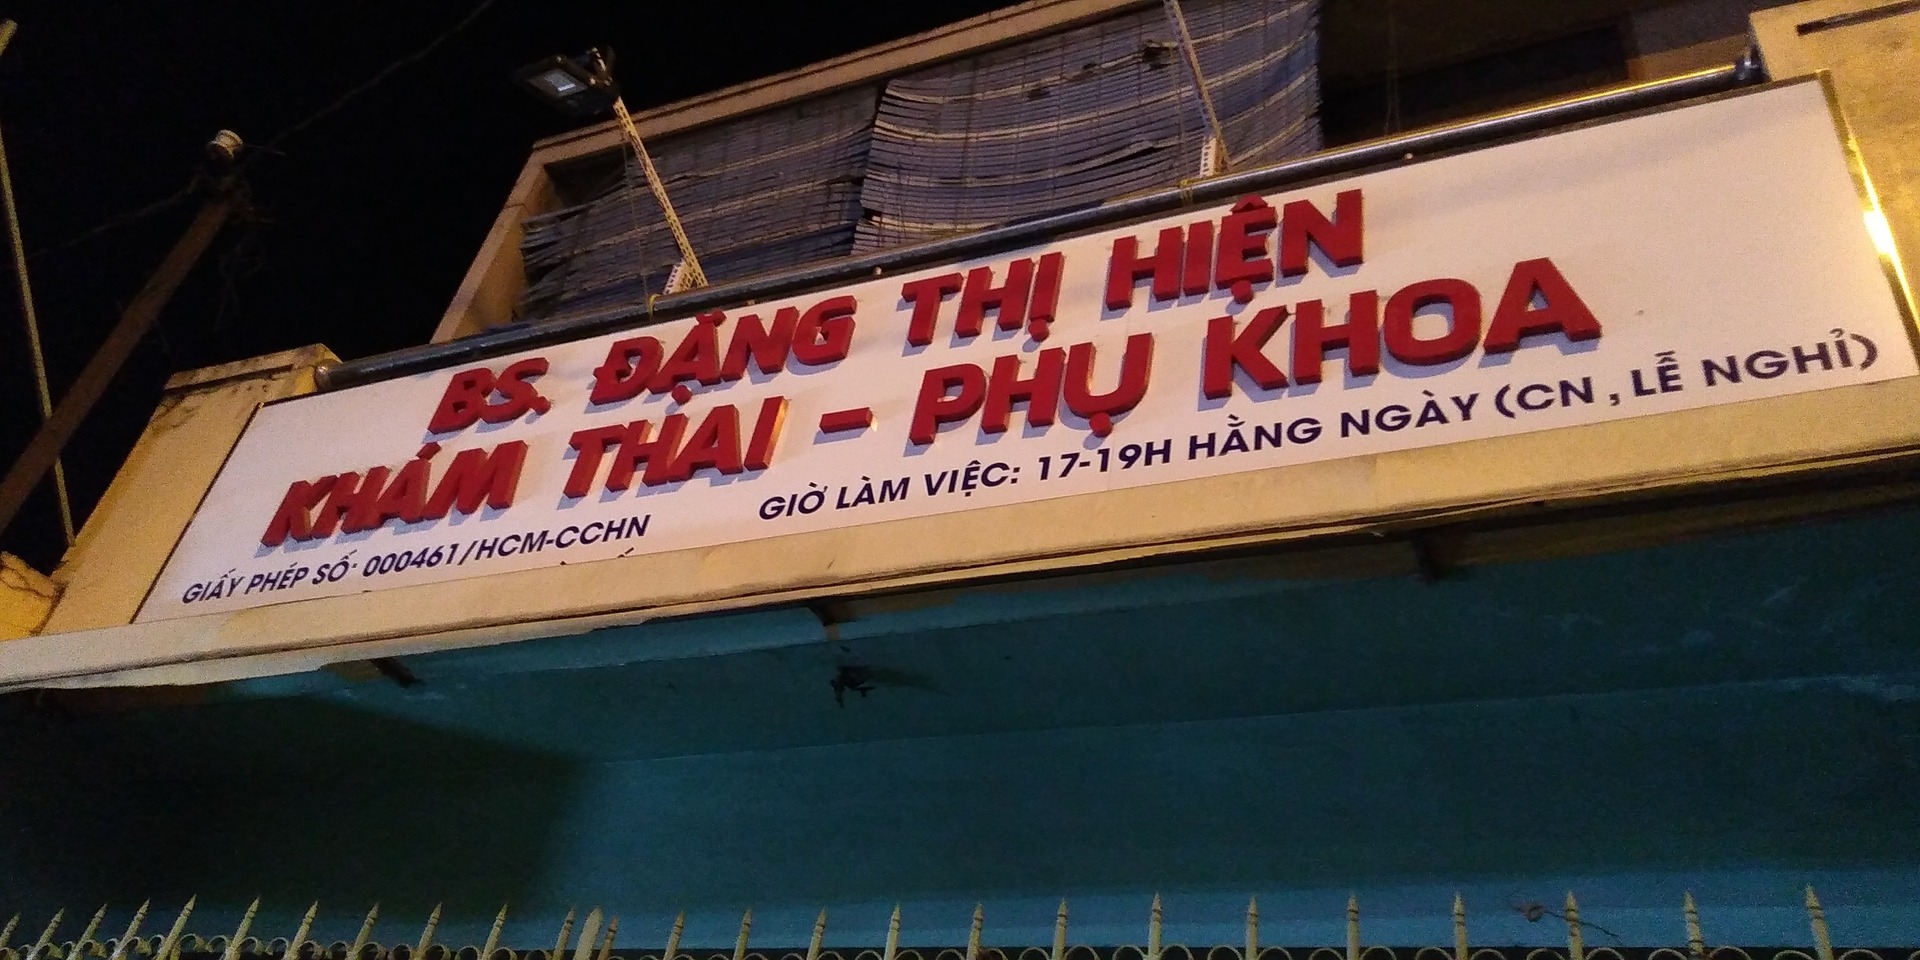 BS. ĐẶNG THỊ HIỆN
KHÁM THAI - PHỤ KHOA
GIẤY PHÉP SỐ: 000461/HCM-CCHN
GIỜ LÀM VIỆC: 17-19H HẰNG NGÀY (CN , LỄ NGHỈ)